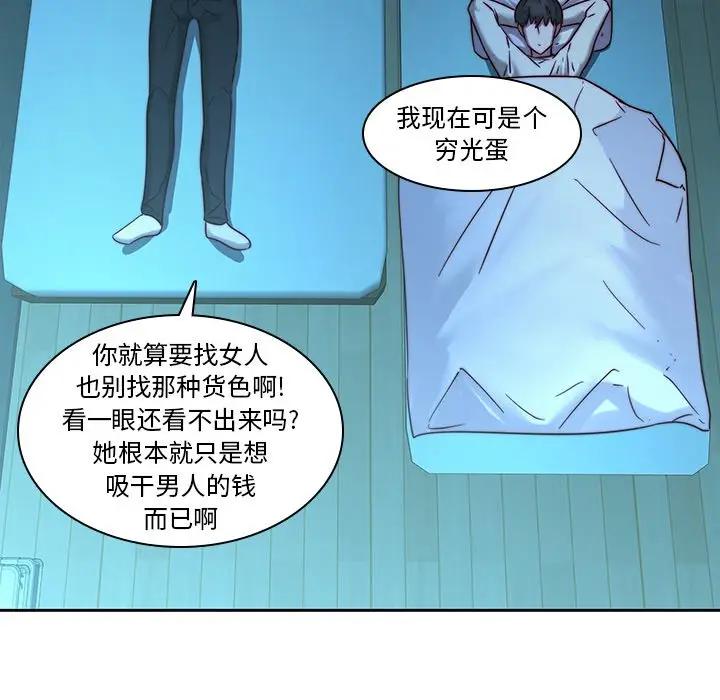 我现在可是个
穷光蛋
你就算要找女人
也别找那种货色啊!
看一眼还看不出来吗?
她根本就只是想
吸干男人的钱
而已啊